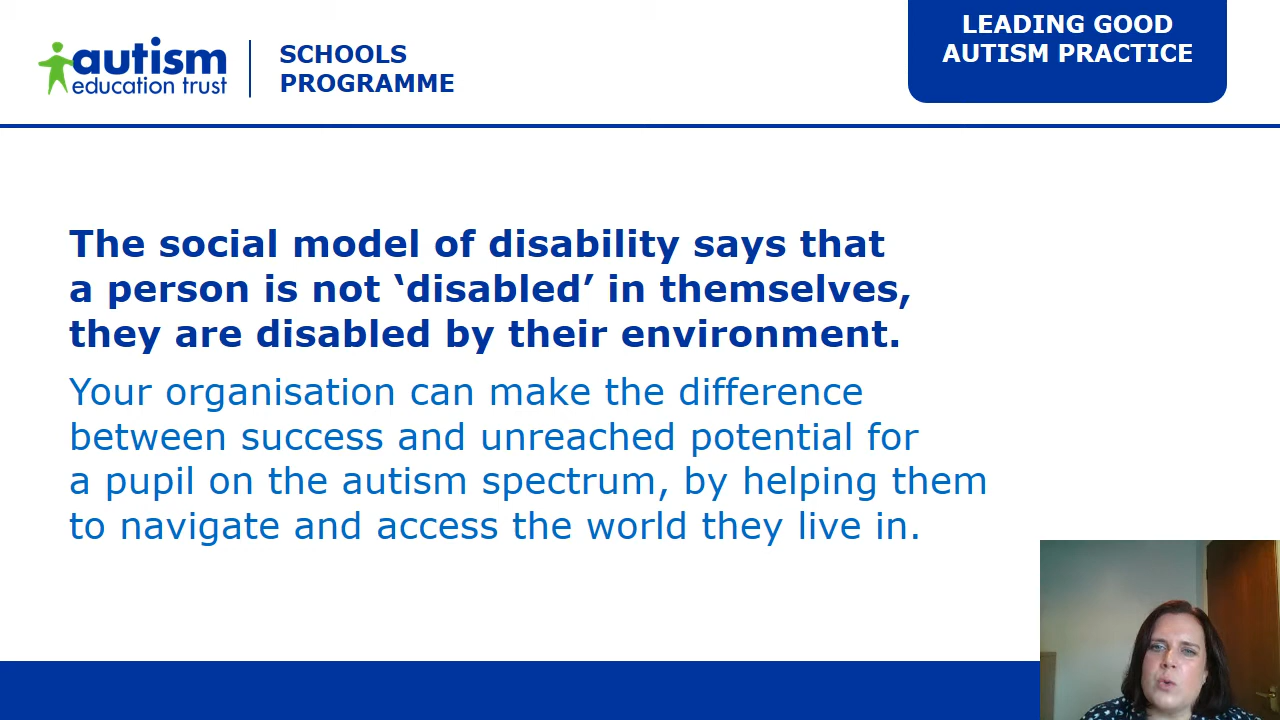 autism
education trust
SCHOOLS
PROGRAMME
LEADING GOOD
AUTISM PRACTICE
The social model of disability says that
a person is not ‘disabled’ in themselves,
they are disabled by their environment.
Your organisation can make the difference
between success and unreached potential for
a pupil on the autism spectrum, by helping them
to navigate and access the world they live in.